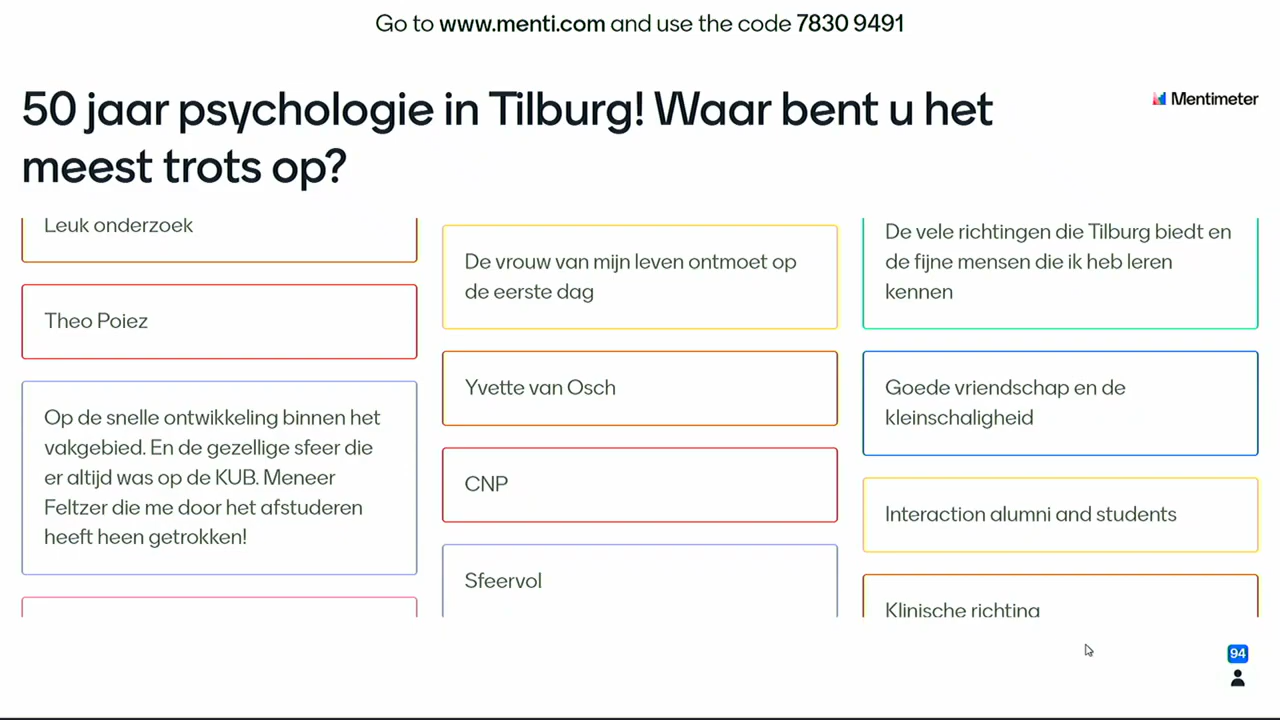 Go to www.menti.com and use the code 7830 9491
50 jaar psychologie in Tilburg! Waar bent u het
meest trots op?
Mentimeter
Leuk onderzoek
Theo Poiez
Op de snelle ontwikkeling binnen het
vakgebied. En de gezellige sfeer die
er altijd was op de KUB. Meneer
Feltzer die me door het afstuderen
heeft heen getrokken!
De vrouw van mijn leven ontmoet op
de eerste dag
Yvette van Osch
CNP
Sfeervol
De vele richtingen die Tilburg biedt en
de fijne mensen die ik heb leren
kennen
Goede vriendschap en de
kleinschaligheid
Interaction alumni and students
Klinische richting
94